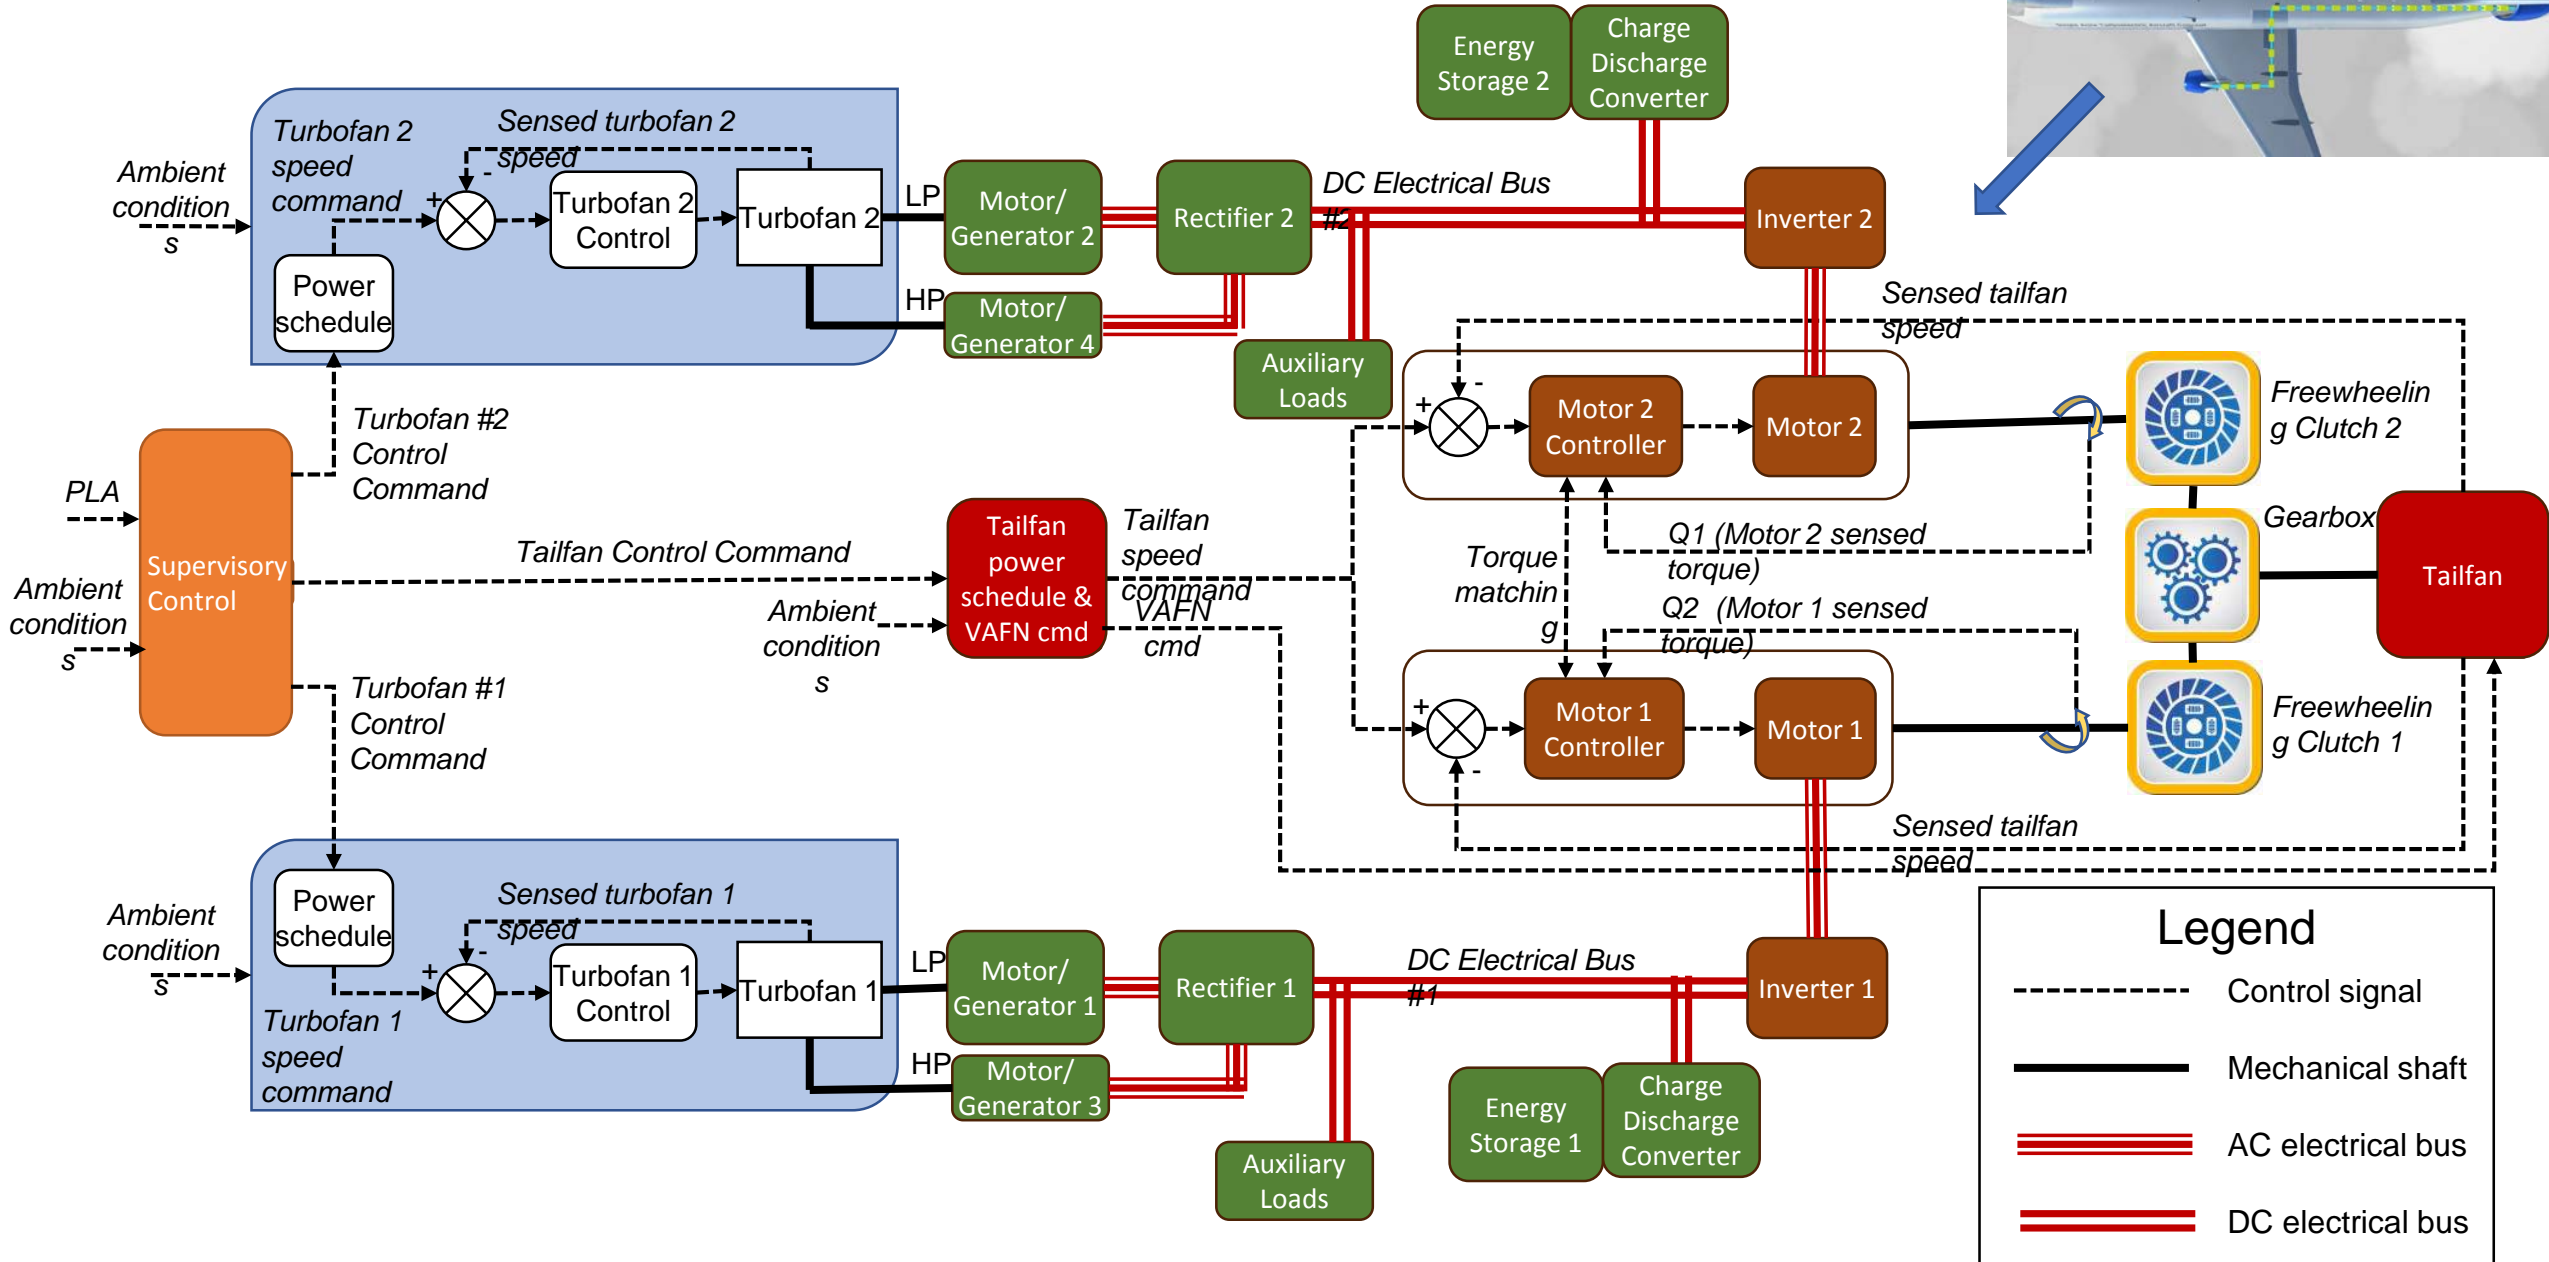 Energy
Storage 2
Charge
Discharge
Converter
Turbofan 2
speed
command
Sensed turbofan 2
speed
Ambient
condition
s
+
-
Turbofan 2
Control
Turbofan 2
Power
schedule
LP
HP
Motor/
Generator 2
Motor/
Generator 4
Rectifier 2
DC Electrical Bus
#2
Inverter 2
Auxiliary
Loads
Sensed tailfan
speed
+
-
Motor 2
Controller
Motor 2
Freewheelin
g Clutch 2
Turbofan #2
Control
Command
PLA
Ambient
condition
s
Supervisory
Control
Tailfan Control Command
Ambient
condition
s
Tailfan
power
schedule &
VAFN cmd
Tailfan
speed
command
VAFN
cmd
Torque
matchin
g
Q1 (Motor 2 sensed
torque)
Q2 (Motor 1 sensed
torque)
Gearbox
Tailfan
Turbofan #1
Control
Command
+
-
Motor 1
Controller
Motor 1
Freewheelin
g Clutch 1
Sensed tailfan
speed
Ambient
condition
s
Power
schedule
Sensed turbofan 1
speed
+
-
Turbofan 1
Control
Turbofan 1
Turbofan 1
speed
command
LP
HP
Motor/
Generator 1
Motor/
Generator 3
Rectifier 1
DC Electrical Bus
#1
Inverter 1
Auxiliary
Loads
Energy
Storage 1
Charge
Discharge
Converter
Legend
Control signal
Mechanical shaft
AC electrical bus
DC electrical bus